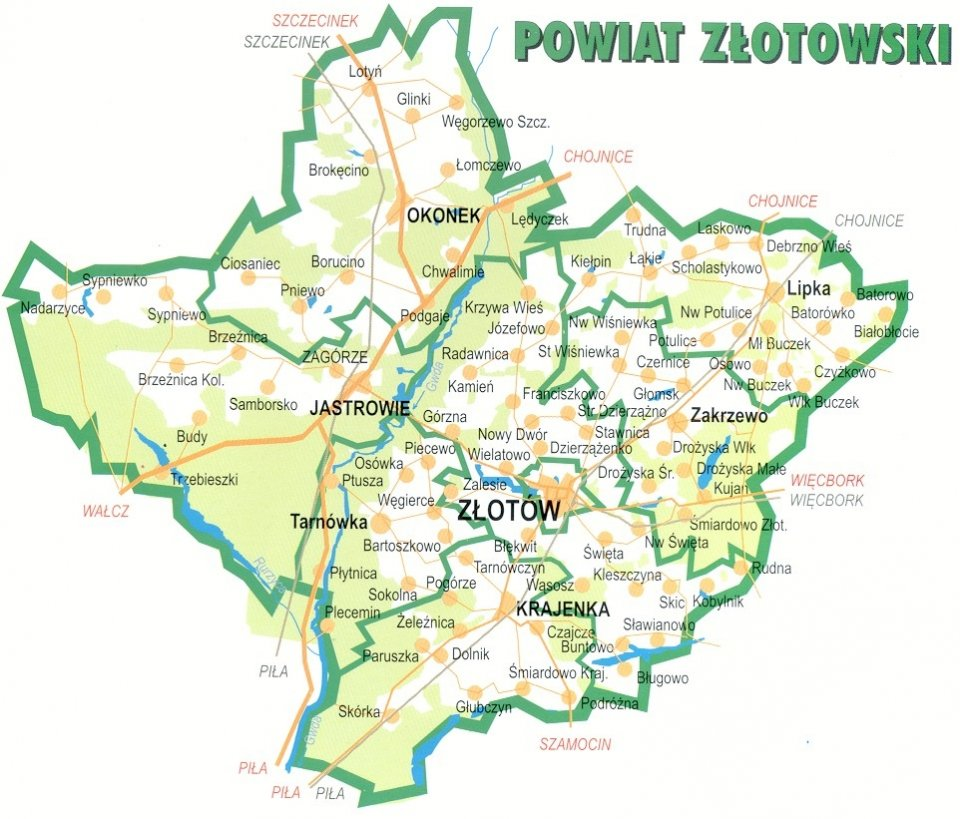 POWIAT ZŁOTOWSKI
SZCZECINEK
SZCZECINEK
Lotyń
Glinki
Węgorzewo Szcz.
Brokęcino
Łomczewo
CHOJNICE
OKONEK
Lędyczek
CHOJNICE
CHOJNICE
Trudna
Łąkie
Laskowo
Debrzno Wieś
Scholastykowo
Kiełpin
Ciosaniec
Borucino
Chwalimie
Pniewo
Sypniewko
Nadarzyce
Sypniewo
Podgaje
Krzywa Wieś
Józefowo
Lipka
Batorowo
Batorówko
Białobłocie
Nw Wiśniewka
Nw Potulice
Potulice
St Wiśniewka
Mł Buczek
Brzeźnica
ZAGÓRZE
Radawnica
Gwda
Czernice
Osowo
Czyżkowo
Brzeźnica Kol.
Kamień
Nw Buczek
Głomsk
Franciszkowo
Wlk Buczek
Samborsko
JASTROWIE
Górzna
Str Dzierzążno
Zakrzewo
Budy
Nowy Dwór
Stawnica
Piecewo
Wielatowo
Dzierzążenko
Drożyska Wlk
Osówka
Trzebieszki
Ptusza
Drożyska Śr.
Drożyska Małe
WIĘCBORK
WIĘCBORK
Zalesie
Kujan
Węgierce
WAŁCZ
ZŁOTÓW
Tarnówka
Śmiardowo Złot.
Bartoszkowo
Błękwit
Święta
Nw Święta
Rurzyca
Płytnica
Tarnówczyn
Rudna
Pogórze
Wąsosz
Kleszczyna
Sokolna
Skic
Kobylnik
Plecemin
KRAJENKA
Żeleźnica
Czajcze
Sławianowo
Buntowo
Paruszka
Dolnik
PIŁA
Śmiardowo Kraj.
Bługowo
Głubczyn
Podróżna
Skórka
Gwda
SZAMOCIN
PIŁA
PIŁA
PIŁA